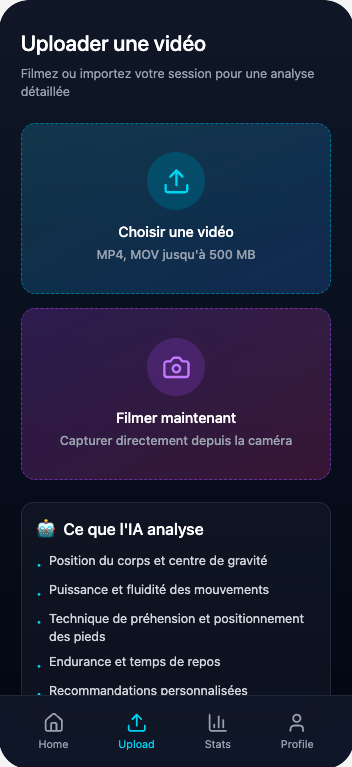 Uploader une vidéo
Filmez ou importez votre session pour une analyse
détaillée
Choisir une vidéo
MP4, MOV jusqu'à 500 MB
Filmer maintenant
Capturer directement depuis la caméra
🤖 Ce que l'IA analyse
• Position du corps et centre de gravité
• Puissance et fluidité des mouvements
• Technique de préhension et positionnement
des pieds
• Endurance et temps de repos
• Recommandations personnalisées
Home Upload Stats Profile